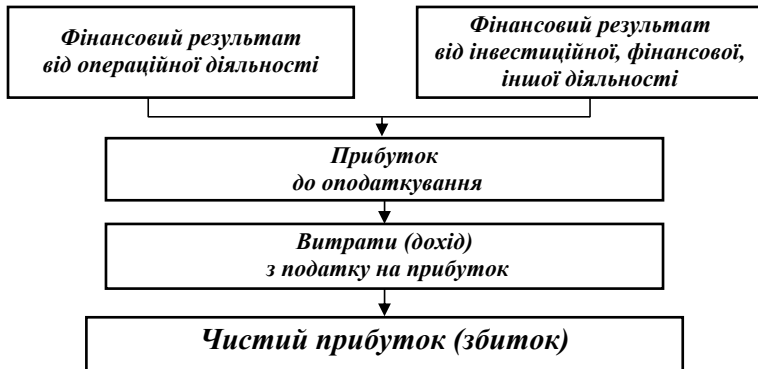 Фінансовий результат
від операційної діяльності
Фінансовий результат
від інвестиційної, фінансової,
іншої діяльності
Прибуток
до оподаткування
Витрати (дохід)
з податку на прибуток
Чистий прибуток (збиток)